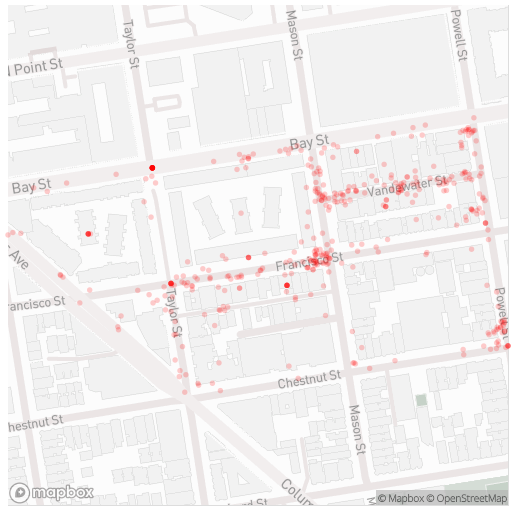 Taylor St
Mason St
Powell St
Point St
Bay St
Bay St
Vandewater St
Ave
Francisco St
Francisco St
Taylor St
Powell
Chestnut St
Chestnut St
Mason St
Colu
St
mapbox
© Mapbox © OpenStreetMap